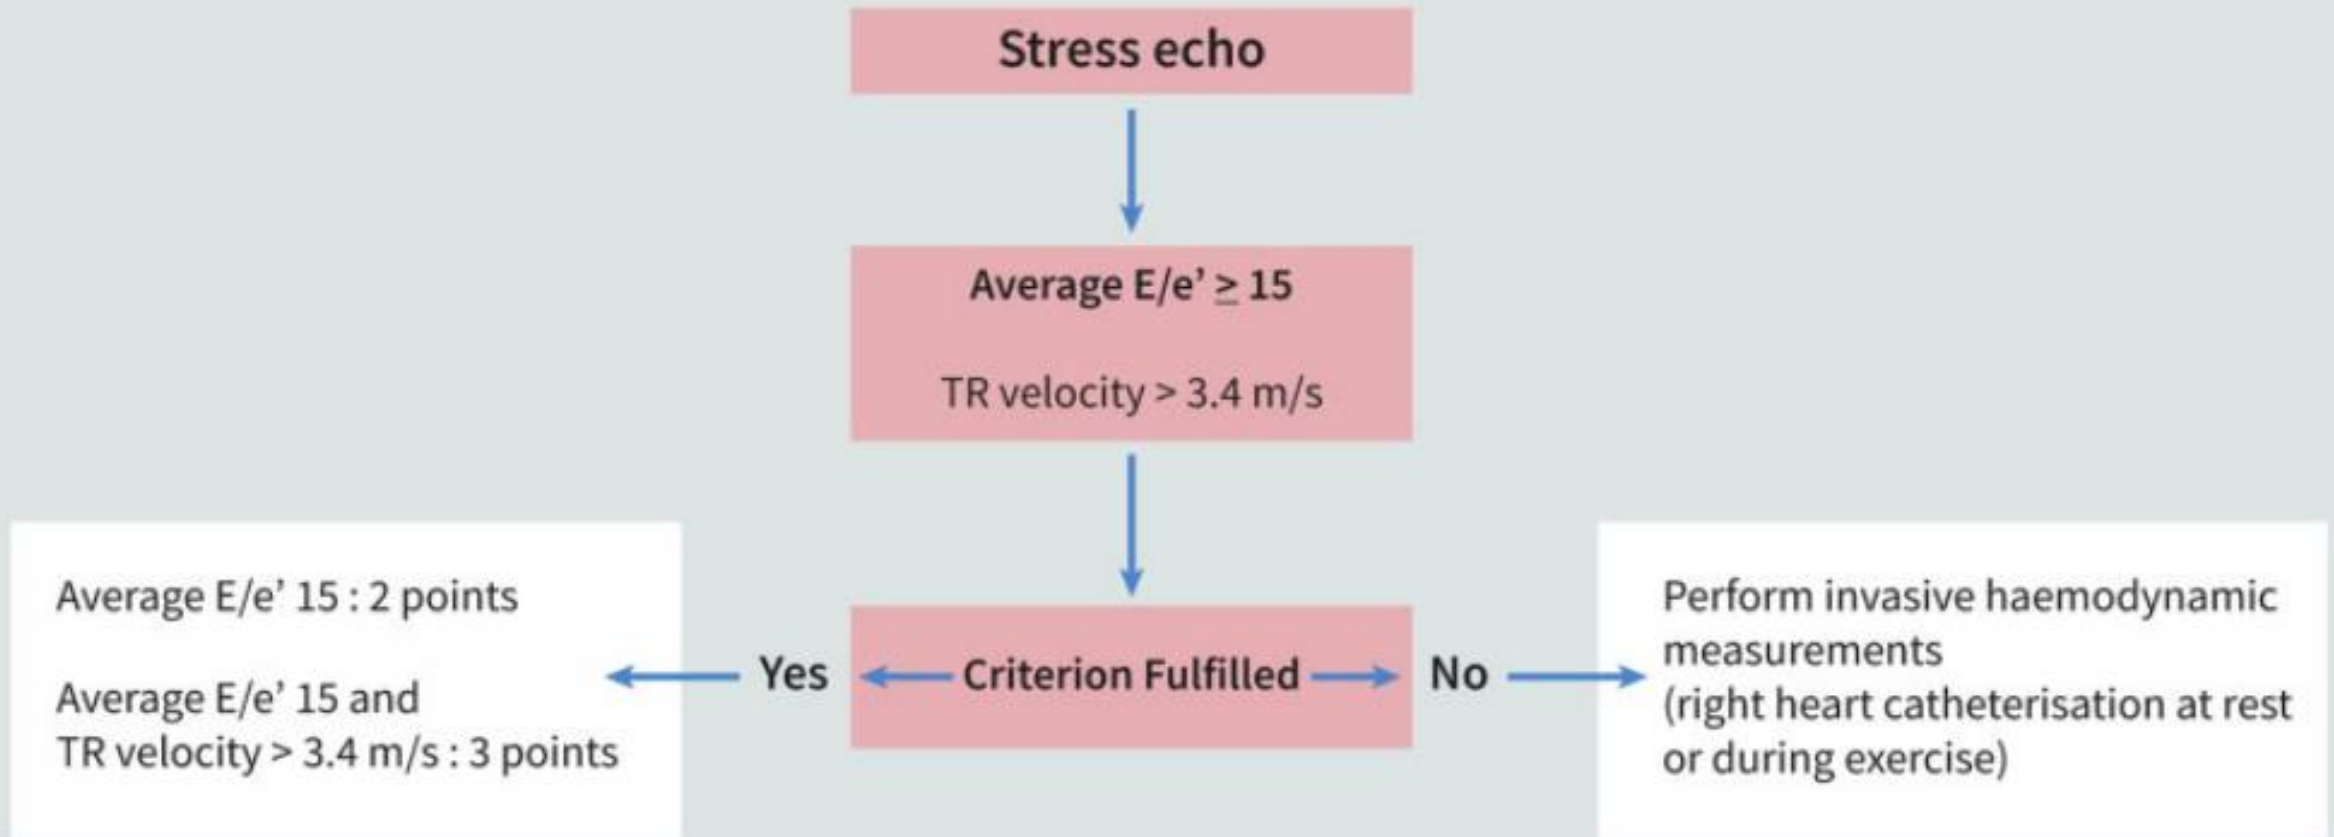 Stress echo
Average E/e’ ≥ 15
TR velocity > 3.4 m/s
Average E/e’ 15 : 2 points
Average E/e’ 15 and
TR velocity > 3.4 m/s : 3 points
Yes
Criterion Fulfilled
No
Perform invasive haemodynamic
measurements
(right heart catheterisation at rest
or during exercise)